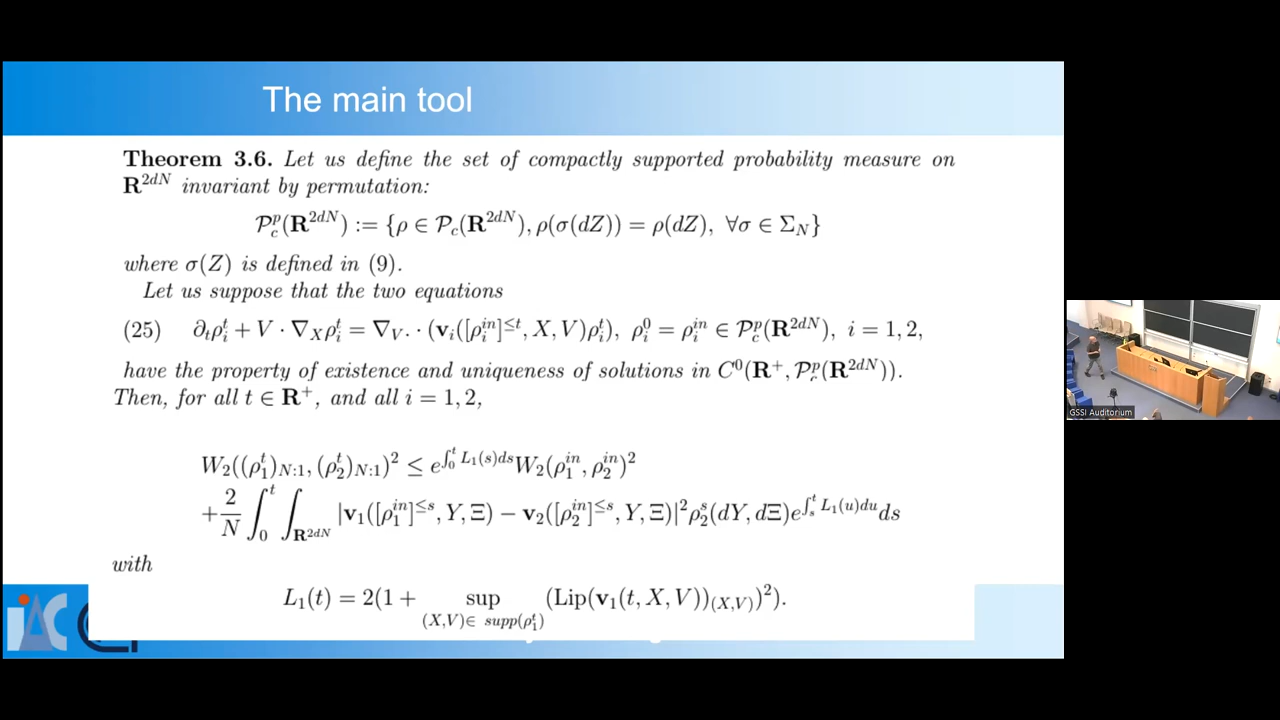 The main tool
Theorem 3.6. Let us define the set of compactly supported probability measure on
R^{2dN} invariant by permutation:
P_c^p(R^{2dN}) := {ρ ∈ P_c(R^{2dN}), ρ(σ(dZ)) = ρ(dZ), ∀σ ∈ Σ_N}
where σ(Z) is defined in (9).
Let us suppose that the two equations
(25) ∂_tρ_i^t + V · ∇_Xρ_i^t = ∇_V. · (v_i([ρ_i^{in}]^{≤t}, X, V)ρ_i^t), ρ_i^0 = ρ_i^{in} ∈ P_c^p(R^{2dN}), i = 1, 2,
have the property of existence and uniqueness of solutions in C^0(R^+, P_c^p(R^{2dN})).
Then, for all t ∈ R^+, and all i = 1, 2,
W_2((ρ_1^t)_{N:1}, (ρ_2^t)_{N:1})^2 ≤ e^{∫_0^t L_1(s)ds} W_2(ρ_1^{in}, ρ_2^{in})^2
+ \frac{2}{N} ∫_0^t ∫_{R^{2dN}} |v_1([ρ_1^{in}]^{≤s}, Y, Ξ) − v_2([ρ_2^{in}]^{≤s}, Y, Ξ)|^2 ρ_2^s(dY, dΞ)e^{∫_s^t L_1(u)du} ds
with
L_1(t) = 2(1 + sup_{(X,V)∈ supp(ρ_1^t)} (Lip(v_1(t, X, V))_{(X,V)})^2).
GSSI Auditorium